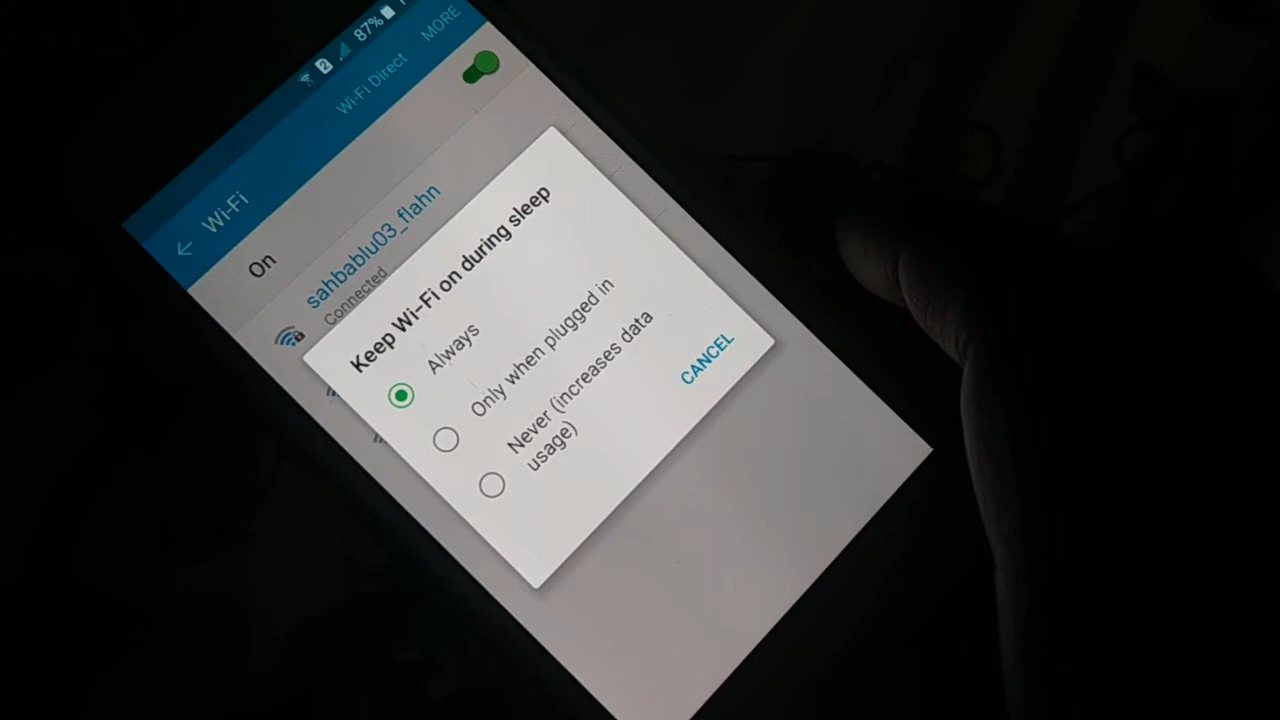 2 87%
Wi-Fi Wi-Fi Direct MORE
On
sahbablu03_flahn
Connected
Keep Wi-Fi on during sleep
Always
Only when plugged in
Never (increases data
usage)
CANCEL